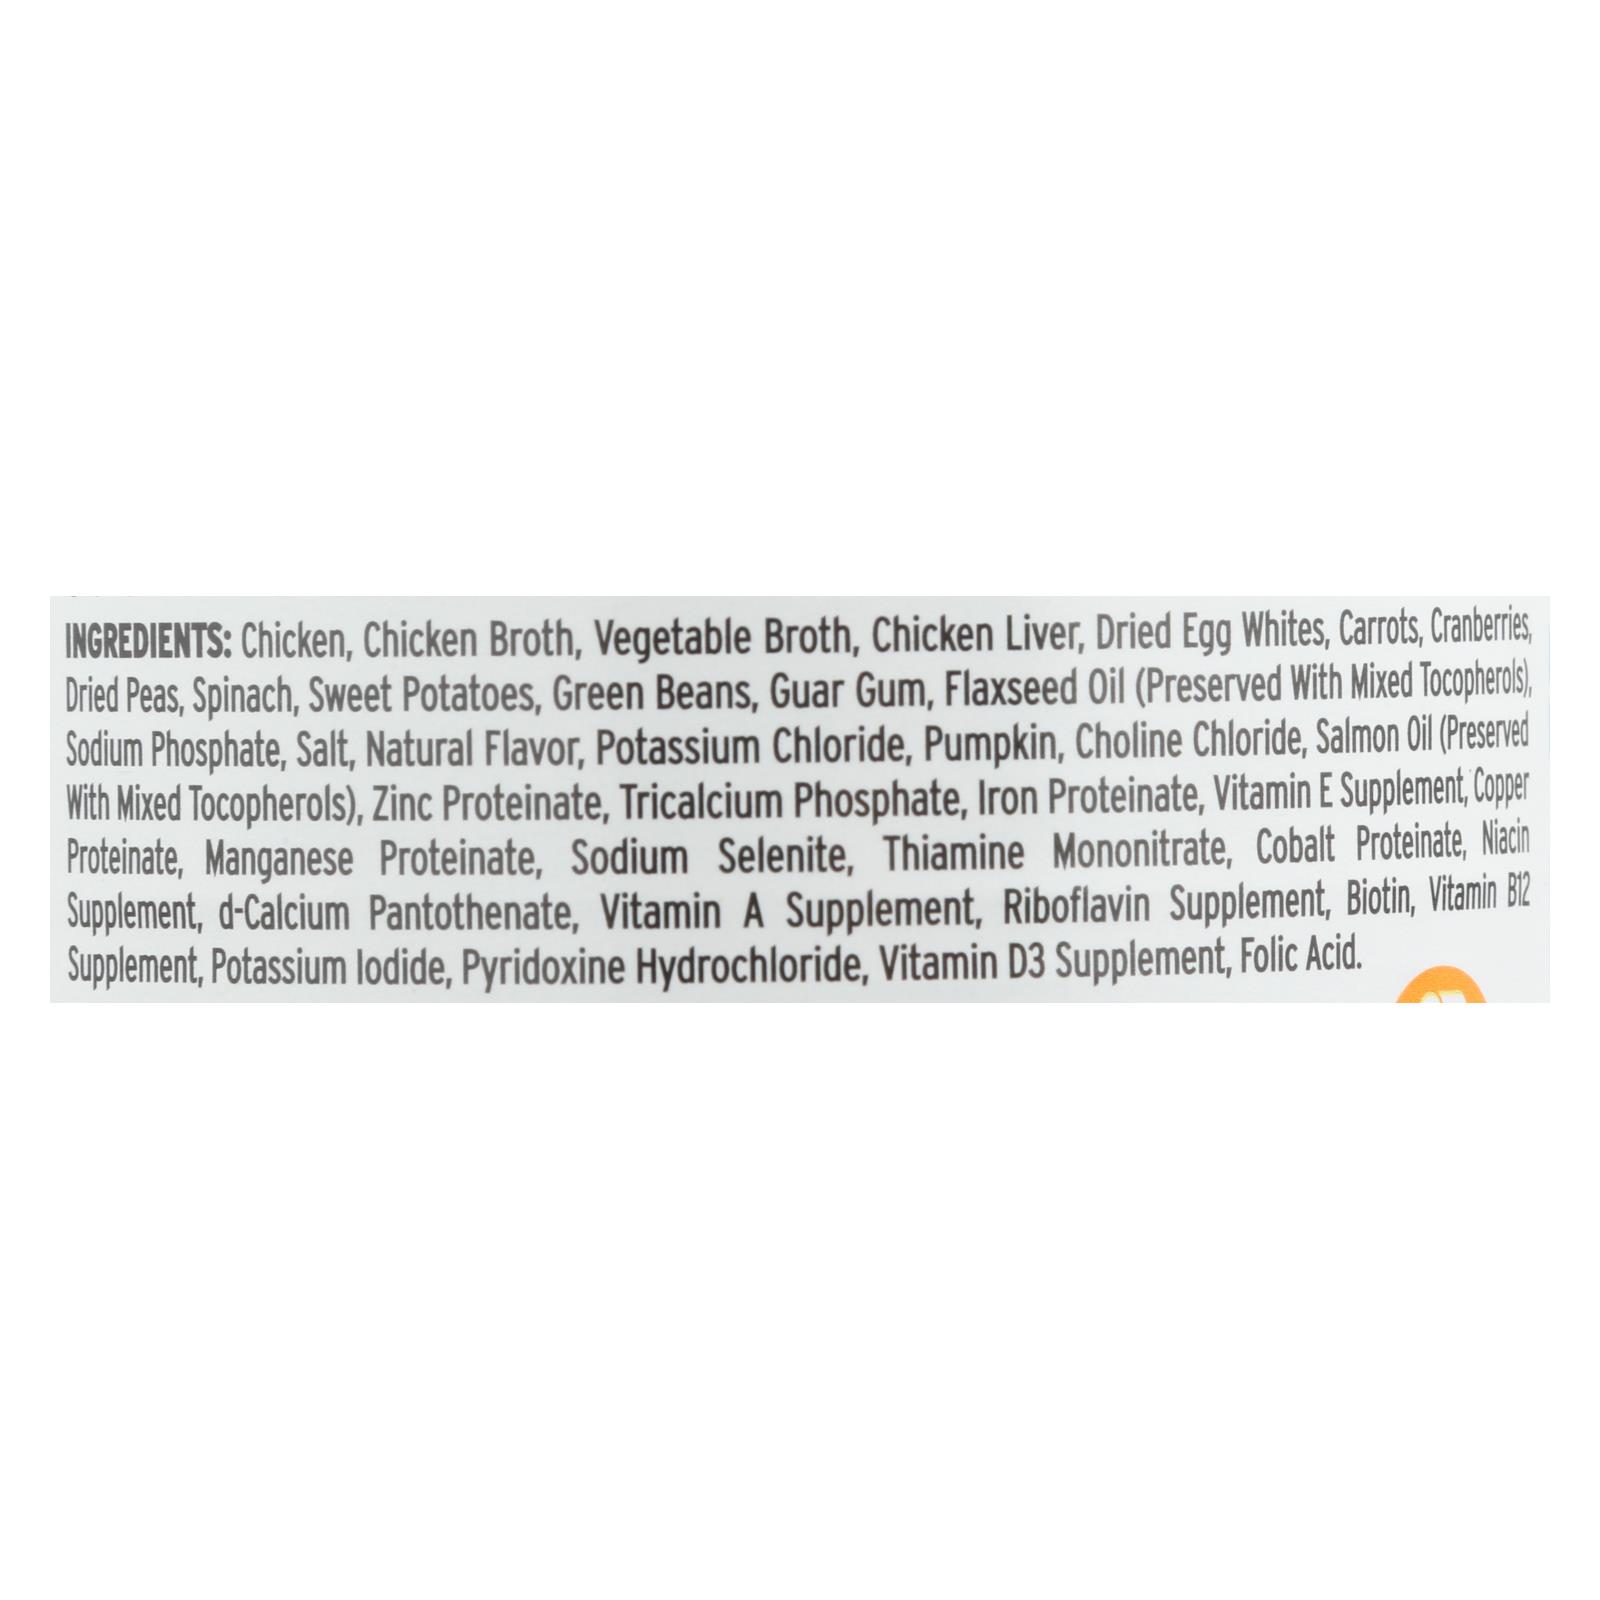 INGREDIENTS: Chicken, Chicken Broth, Vegetable Broth, Chicken Liver, Dried Egg Whites, Carrots, Cranberries,
Dried Peas, Spinach, Sweet Potatoes, Green Beans, Guar Gum, Flaxseed Oil (Preserved With Mixed Tocopherols),
Sodium Phosphate, Salt, Natural Flavor, Potassium Chloride, Pumpkin, Choline Chloride, Salmon Oil (Preserved
With Mixed Tocopherols), Zinc Proteinate, Tricalcium Phosphate, Iron Proteinate, Vitamin E Supplement, Copper
Proteinate, Manganese Proteinate, Sodium Selenite, Thiamine Mononitrate, Cobalt Proteinate, Niacin
Supplement, d-Calcium Pantothenate, Vitamin A Supplement, Riboflavin Supplement, Biotin, Vitamin B12
Supplement, Potassium Iodide, Pyridoxine Hydrochloride, Vitamin D3 Supplement, Folic Acid.